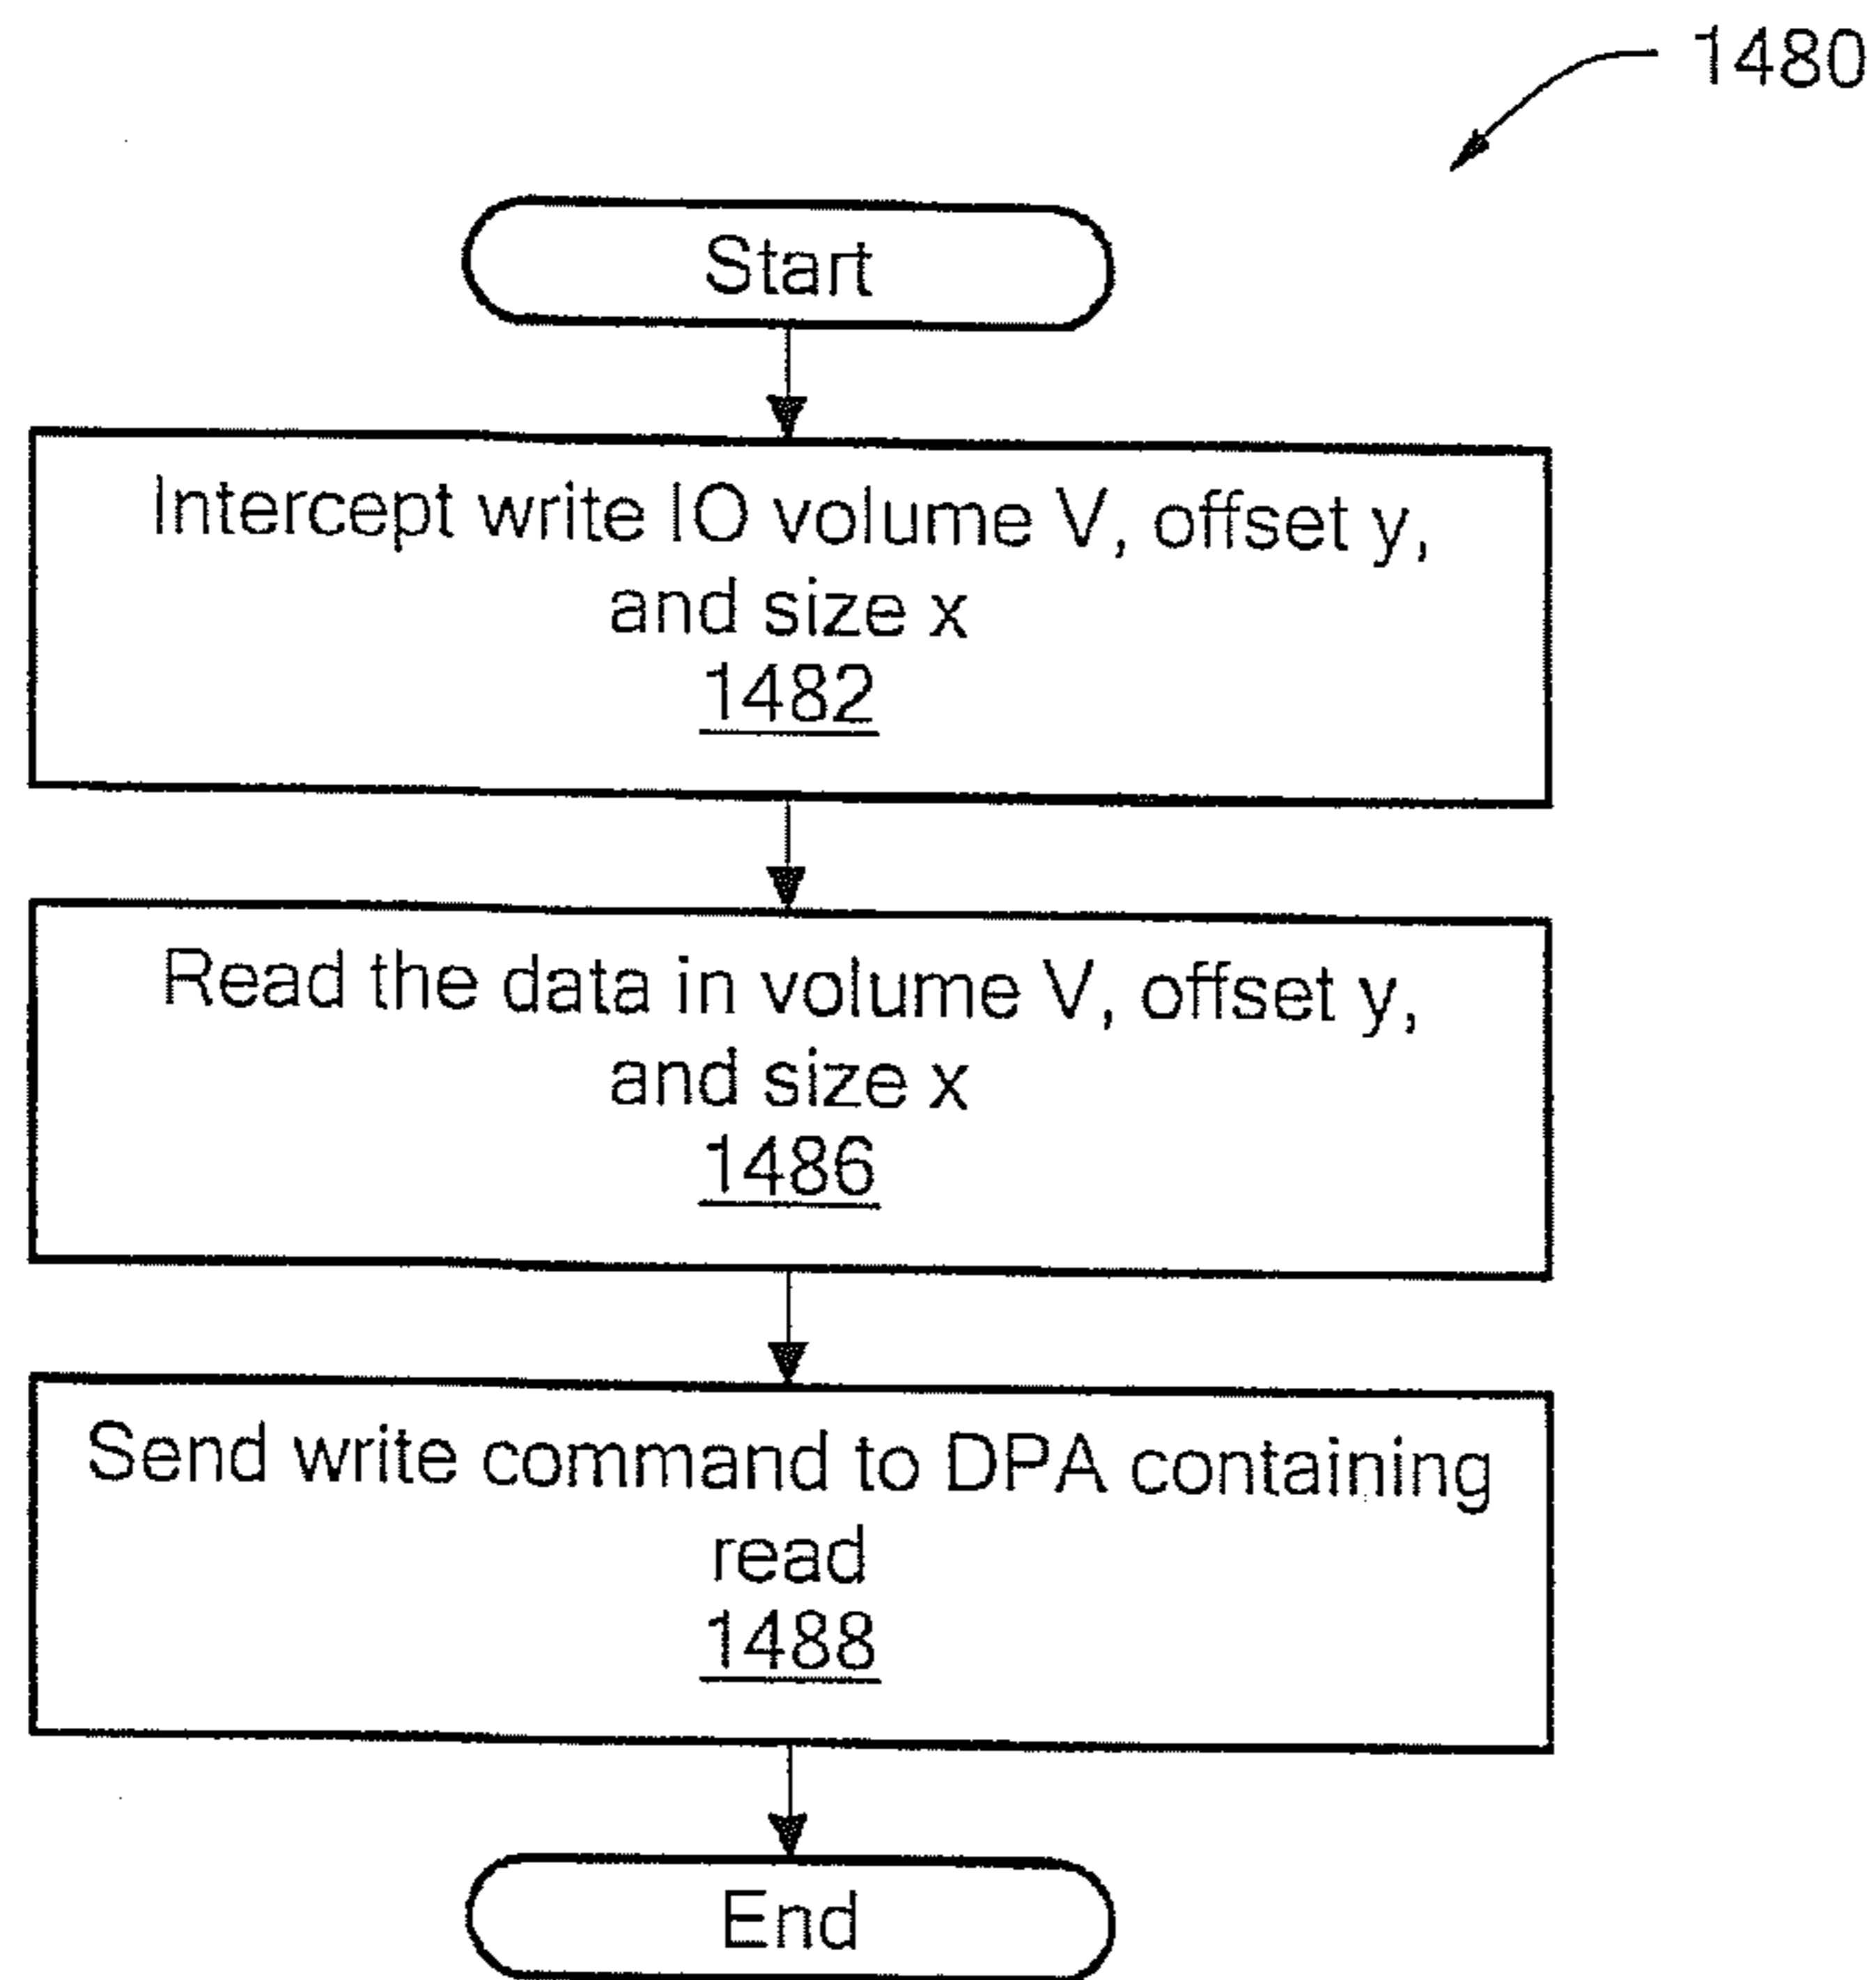 1480
Start
Intercept write IO volume V, offset y,
and size x
1482
Read the data in volume V, offset y,
and size x
1486
Send write command to DPA containing
read
1488
End